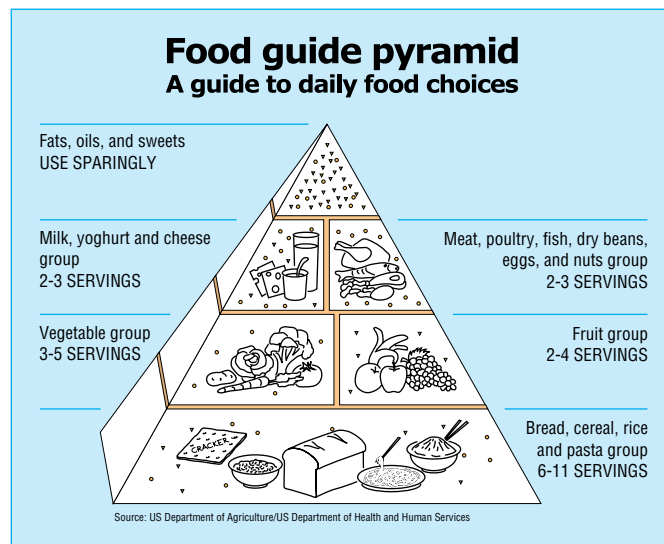 Food guide pyramid
A guide to daily food choices
Fats, oils, and sweets
USE SPARINGLY
Milk, yoghurt and cheese
group
2-3 SERVINGS
Meat, poultry, fish, dry beans,
eggs, and nuts group
2-3 SERVINGS
Vegetable group
3-5 SERVINGS
Fruit group
2-4 SERVINGS
CRACKER
Bread, cereal, rice
and pasta group
6-11 SERVINGS
Source: US Department of Agriculture/US Department of Health and Human Services